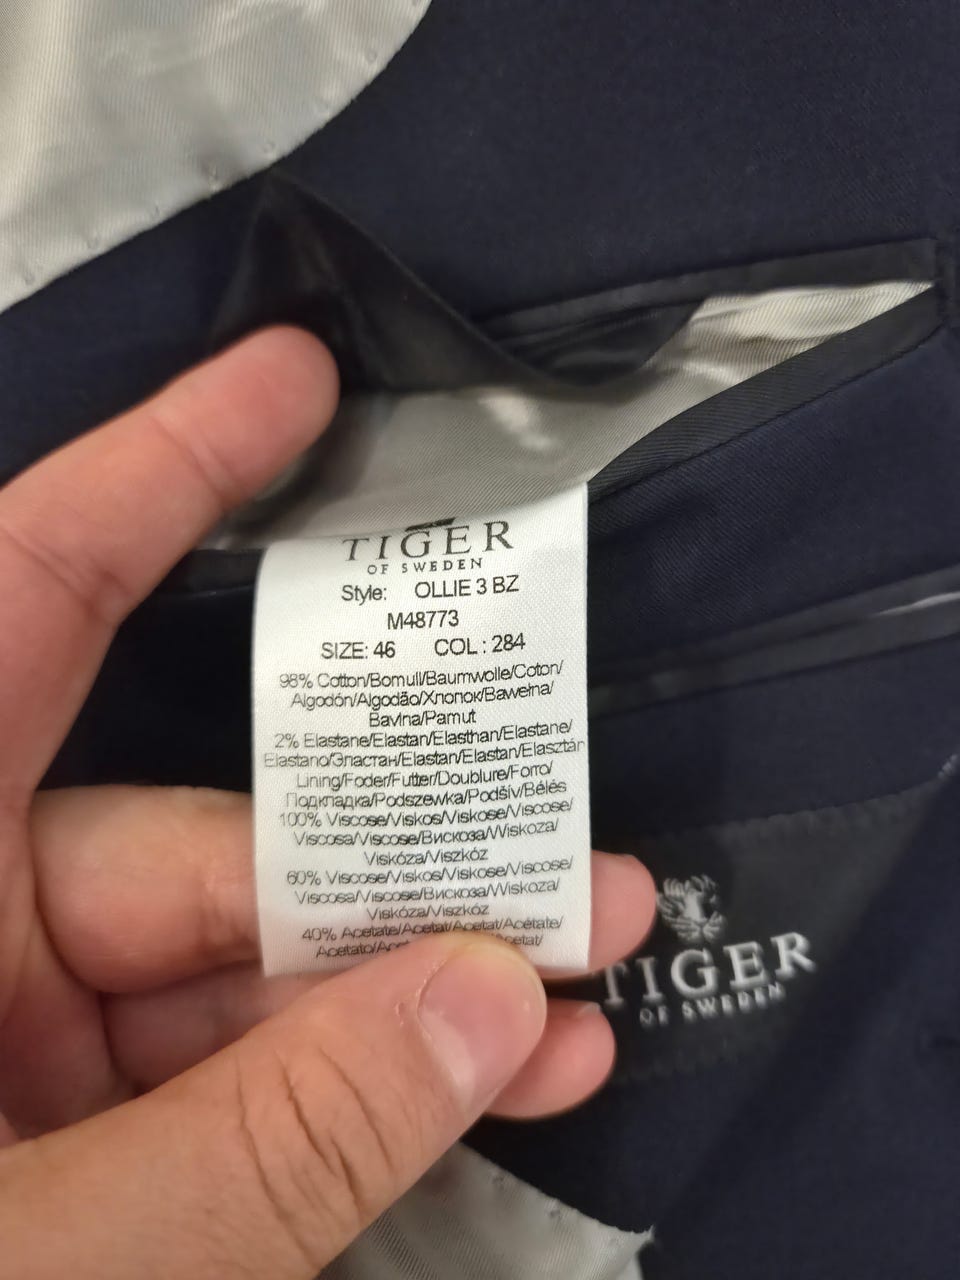 TIGER
OF SWEDEN
Style: OLLIE 3 BZ
M48773
SIZE: 46 COL : 284
98% Cotton/Bomull/Baumwolle/Coton/
Algodón/Algodão/Хлопок/Bawełna/
Bavlna/Pamut
2% Elastane/Elastan/Elasthan/Elastane/
Elastano/Эластан/Elastan/Elastan/Elasztán
Lining/Foder/Futter/Doublure/Forro/
Подкладка/Podszewka/Podšív/Bélés
100% Viscose/Viskos/Viskose/Viscose/
Viscosa/Viscose/Вискоза/Wiskoza/
Viskóza/Viszkóz
60% Viscose/Viskos/Viskose/Viscose/
Viscosa/Viscose/Вискоза/Wiskoza/
Viskóza/Viszkóz
40% Acetate/Acetat/Acetat/Acétate/
Acetato/
TIGER
OF SWEDEN